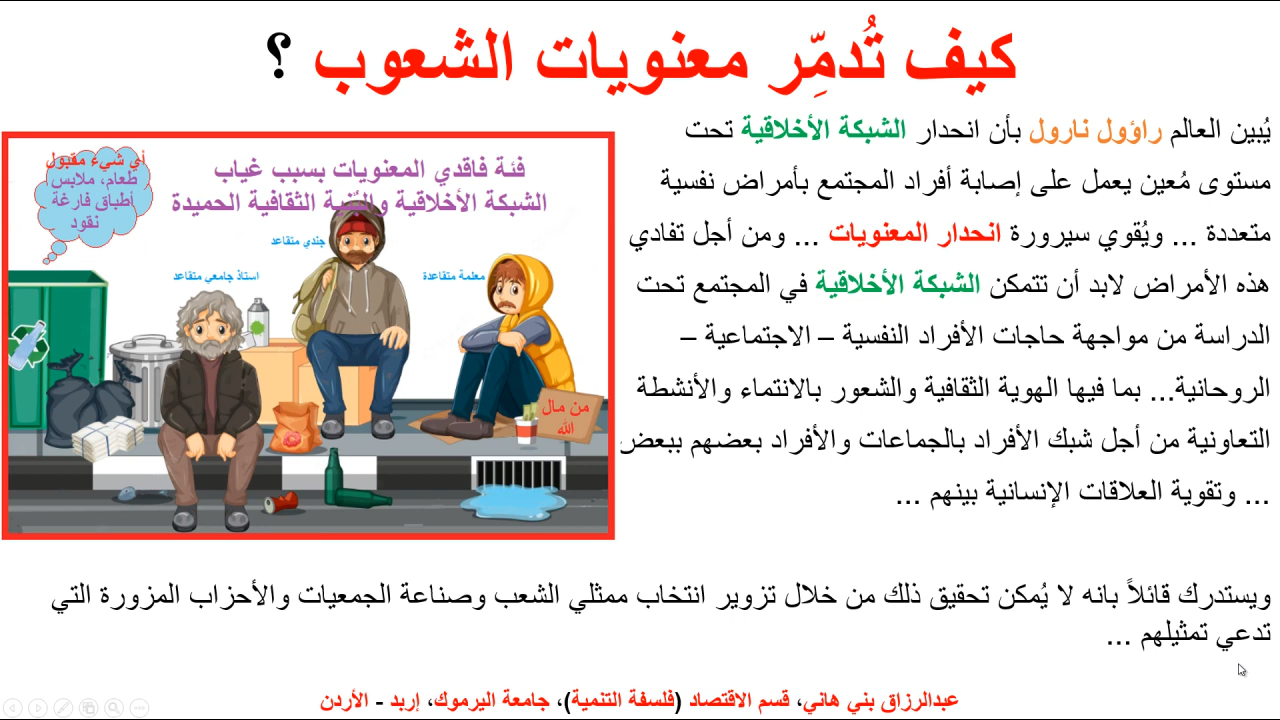 كيف تُدمِّر معنويات الشعوب ؟
يُبين العالم راؤول نارول بأن انحدار الشبكة الأخلاقية تحت
مستوى مُعين يعمل على إصابة أفراد المجتمع بأمراض نفسية
متعددة ... ويُقوي سيرورة انحدار المعنويات ... ومن أجل تفادي
هذه الأمراض لابد أن تتمكن الشبكة الأخلاقية في المجتمع تحت
الدراسة من مواجهة حاجات الأفراد النفسية – الاجتماعية –
الروحانية... بما فيها الهوية الثقافية والشعور بالانتماء والأنشطة
التعاونية من أجل شبك الأفراد بالجماعات والأفراد بعضهم ببعض
... وتقوية العلاقات الإنسانية بينهم ...
فئة فاقدي المعنويات بسبب غياب
الشبكة الأخلاقية والبُنية الثقافية الحميدة
أي شيء مقبول
طعام، ملابس
أطباق فارغة
نقود
جندي متقاعد
معلمة متقاعدة
استاذ جامعي متقاعد
من مال
الله
ويستدرك قائلاً بانه لا يُمكن تحقيق ذلك من خلال تزوير انتخاب ممثلي الشعب وصناعة الجمعيات والأحزاب المزورة التي
تدعي تمثيلهم ...
عبدالرزاق بني هاني، قسم الاقتصاد (فلسفة التنمية)، جامعة اليرموك، إربد - الأردن